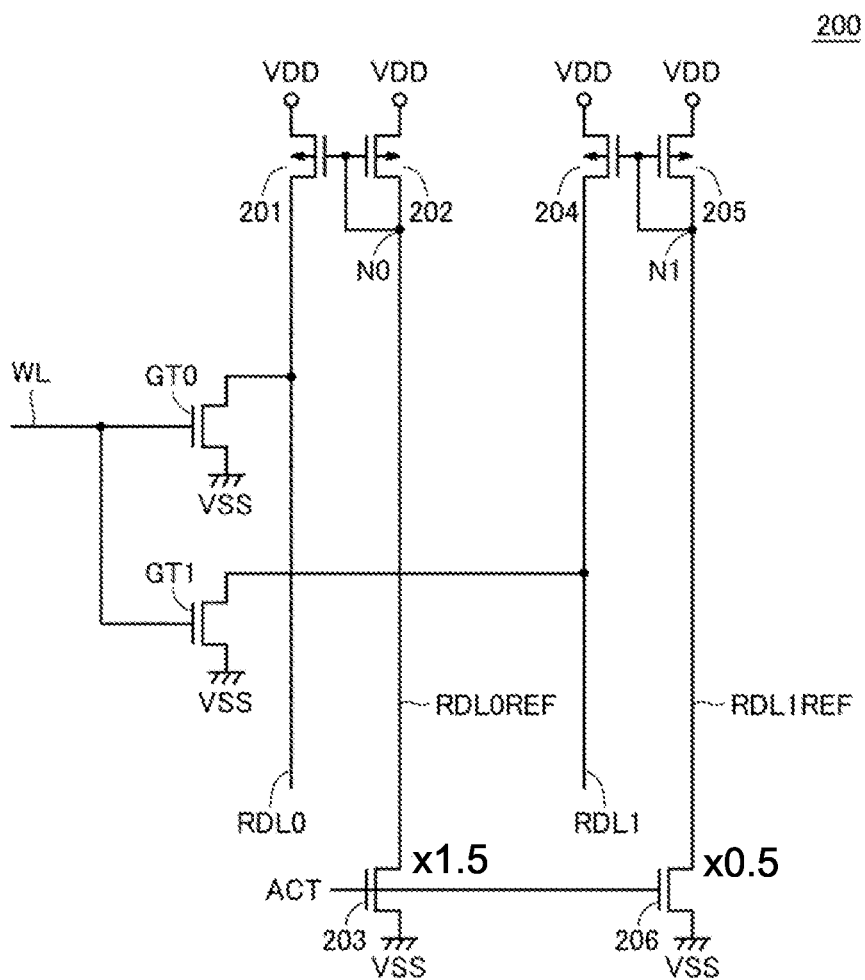 200
VDD VDD VDD VDD
201 202 204 205
N0 N1
WL GT0
VSS
GT1
VSS
RDL0REF RDL1REF
RDL0 RDL1
x1.5 x0.5
ACT
203 206
VSS VSS